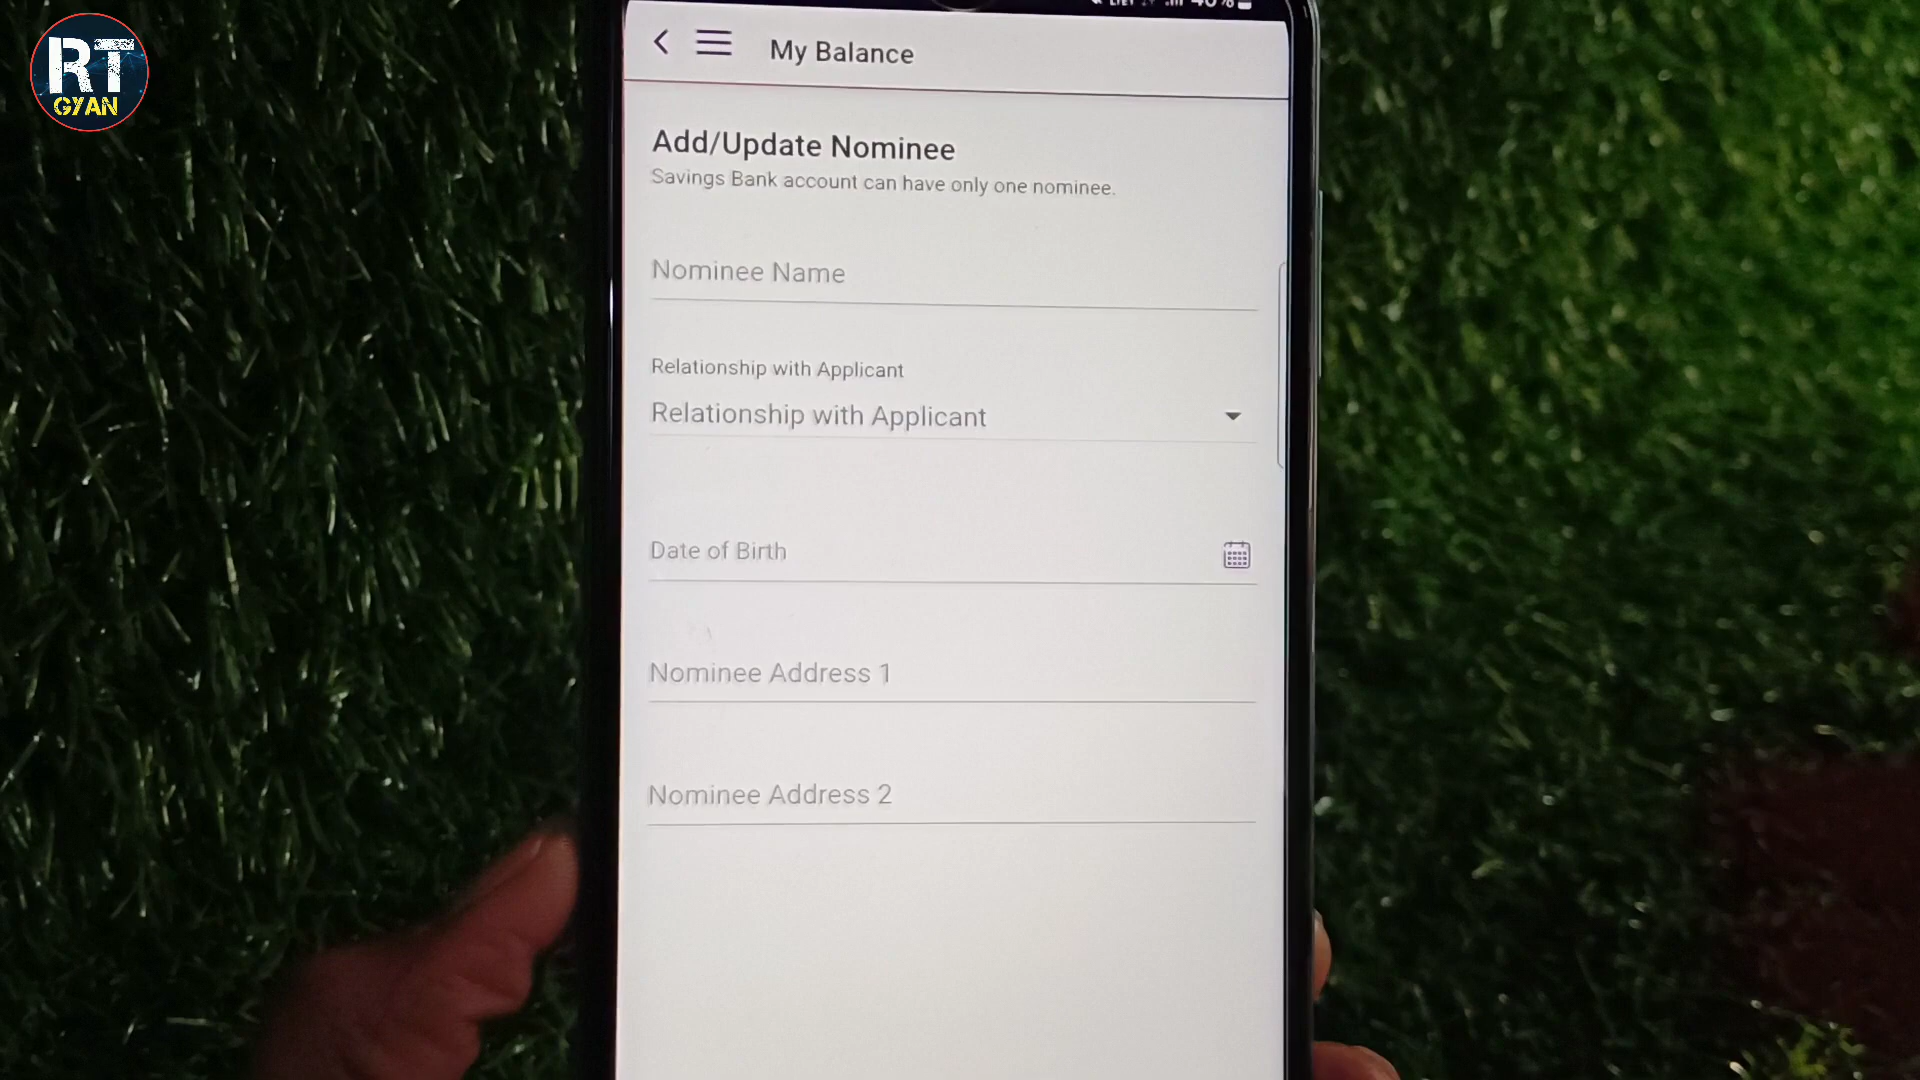 RT
GYAN
My Balance
Add/Update Nominee
Savings Bank account can have only one nominee.
Nominee Name
Relationship with Applicant
Relationship with Applicant
Date of Birth
Nominee Address 1
Nominee Address 2